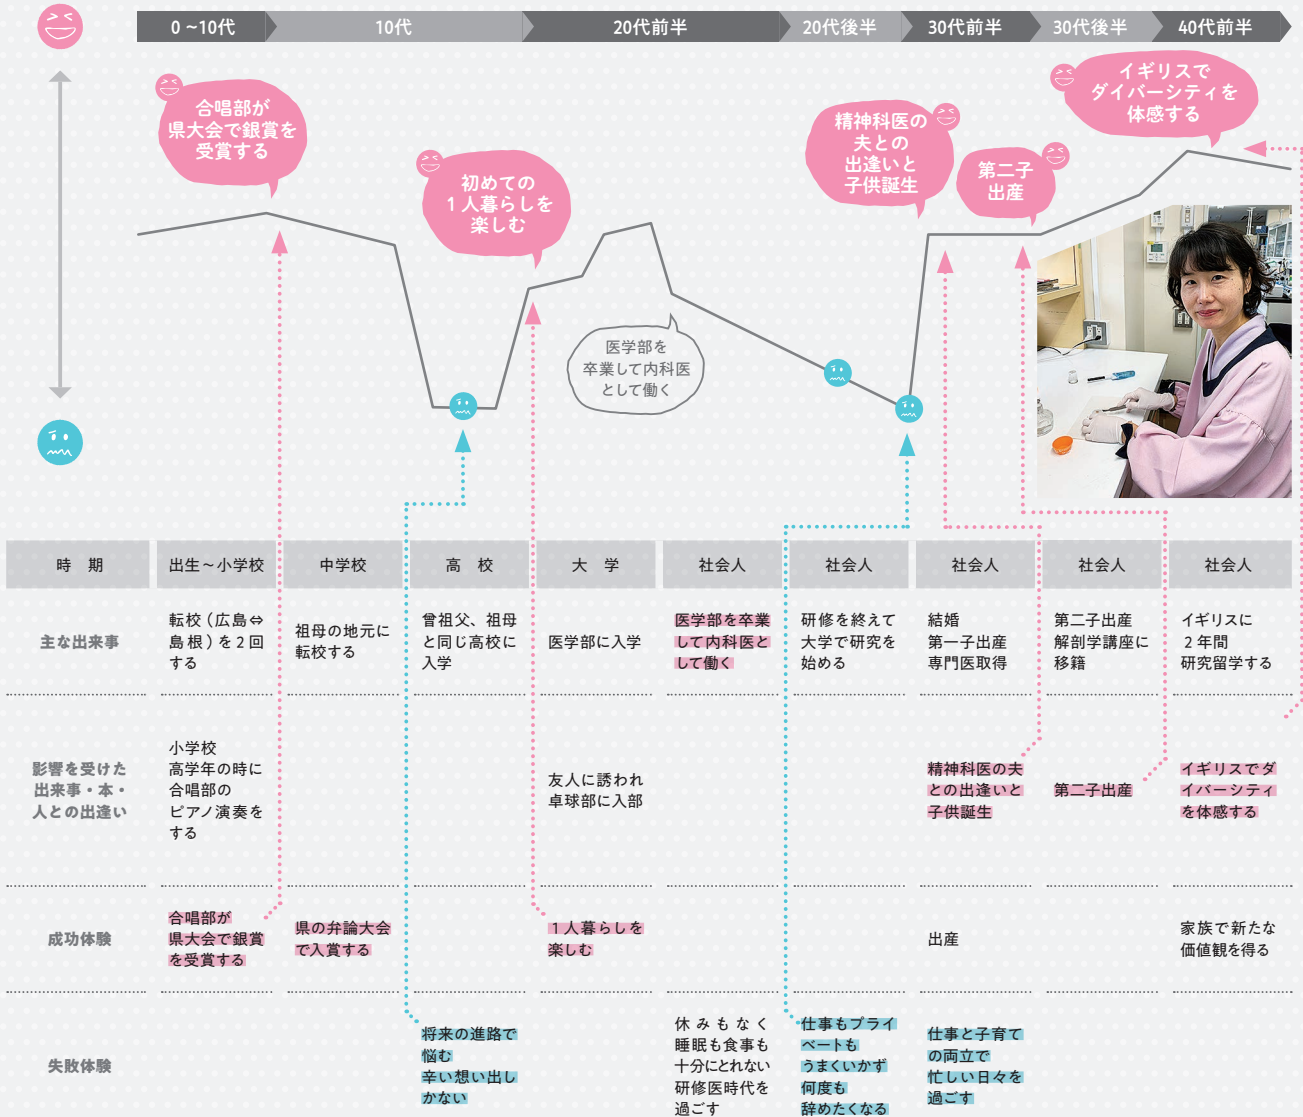 0 ~10代
10代
20代前半
20代後半
30代前半
30代後半
40代前半
合唱部が
県大会で銀賞を
受賞する
初めての
1人暮らしを
楽しむ
医学部を
卒業して内科医
として働く
精神科医の
夫との
出逢いと
子供誕生
第二子
出産
イギリスで
ダイバーシティを
体感する
時 期
出生～小学校
中学校
高 校
大 学
社会人
社会人
社会人
社会人
社会人
主な出来事
転校（広島⇔
島根）を2回
する
祖母の地元に
転校する
曾祖父、祖母
と同じ高校に
入学
医学部に入学
医学部を卒業
して内科医と
して働く
研修を終えて
大学で研究を
始める
結婚
第一子出産
専門医取得
第二子出産
解剖学講座に
移籍
イギリスに
2年間
研究留学する
影響を受けた
出来事・本・
人との出逢い
小学校
高学年の時に
合唱部の
ピアノ演奏を
する
友人に誘われ
卓球部に入部
精神科医の夫
との出逢いと
子供誕生
第二子出産
イギリスでダ
イバーシティ
を体感する
成功体験
合唱部が
県大会で銀賞
を受賞する
県の弁論大会
で入賞する
1人暮らしを
楽しむ
出産
家族で新たな
価値観を得る
失敗体験
将来の進路で
悩む
辛い想い出し
かない
休みもなく
睡眠も食事も
十分にとれない
研修医時代を
過ごす
仕事もプライ
ベートも
うまくいかず
何度も
辞めたくなる
仕事と子育て
の両立で
忙しい日々を
過ごす